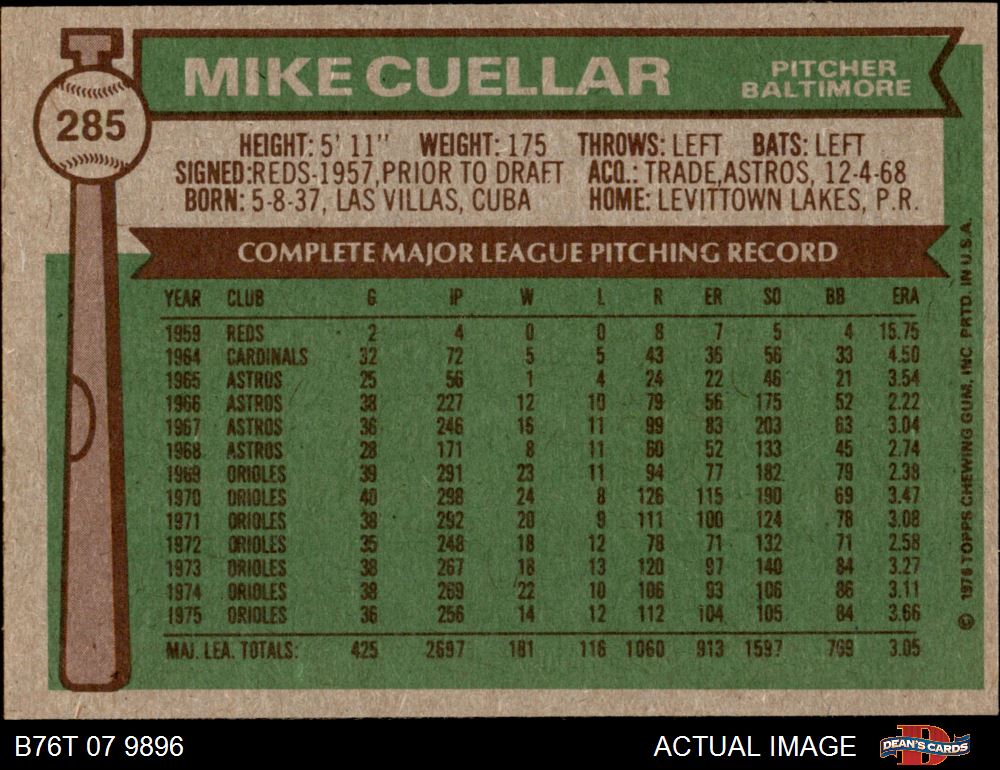 285
MIKE CUELLAR
PITCHER
BALTIMORE
HEIGHT: 5' 11" WEIGHT: 175 THROWS: LEFT BATS: LEFT
SIGNED:REDS-1957,PRIOR TO DRAFT ACQ.: TRADE,ASTROS, 12-4-68
BORN: 5-8-37, LAS VILLAS, CUBA HOME: LEVITTOWN LAKES, P.R.
COMPLETE MAJOR LEAGUE PITCHING RECORD
YEAR CLUB G IP W L R ER SO BB ERA
1959 REDS 2 4 0 0 8 7 5 4 15.75
1964 CARDINALS 32 72 5 5 43 36 56 33 4.50
1965 ASTROS 25 56 1 4 24 22 46 21 3.54
1966 ASTROS 38 227 12 10 79 56 175 52 2.22
1967 ASTROS 36 246 16 11 99 83 203 63 3.04
1968 ASTROS 28 171 8 11 60 52 133 45 2.74
1969 ORIOLES 39 291 23 11 94 77 182 79 2.38
1970 ORIOLES 40 298 24 8 126 115 190 69 3.47
1971 ORIOLES 38 292 20 9 111 100 124 78 3.08
1972 ORIOLES 35 248 18 12 78 71 132 71 2.58
1973 ORIOLES 38 267 18 13 120 97 140 84 3.27
1974 ORIOLES 38 269 22 10 106 93 106 86 3.11
1975 ORIOLES 36 256 14 12 112 104 105 84 3.66
MAJ. LEA. TOTALS: 425 2697 181 116 1060 913 1597 769 3.05
© 1976 TOPPS CHEWING GUM, INC PRTD. IN U.S.A.
B76T 07 9896
ACTUAL IMAGE
DEAN'S CARDS